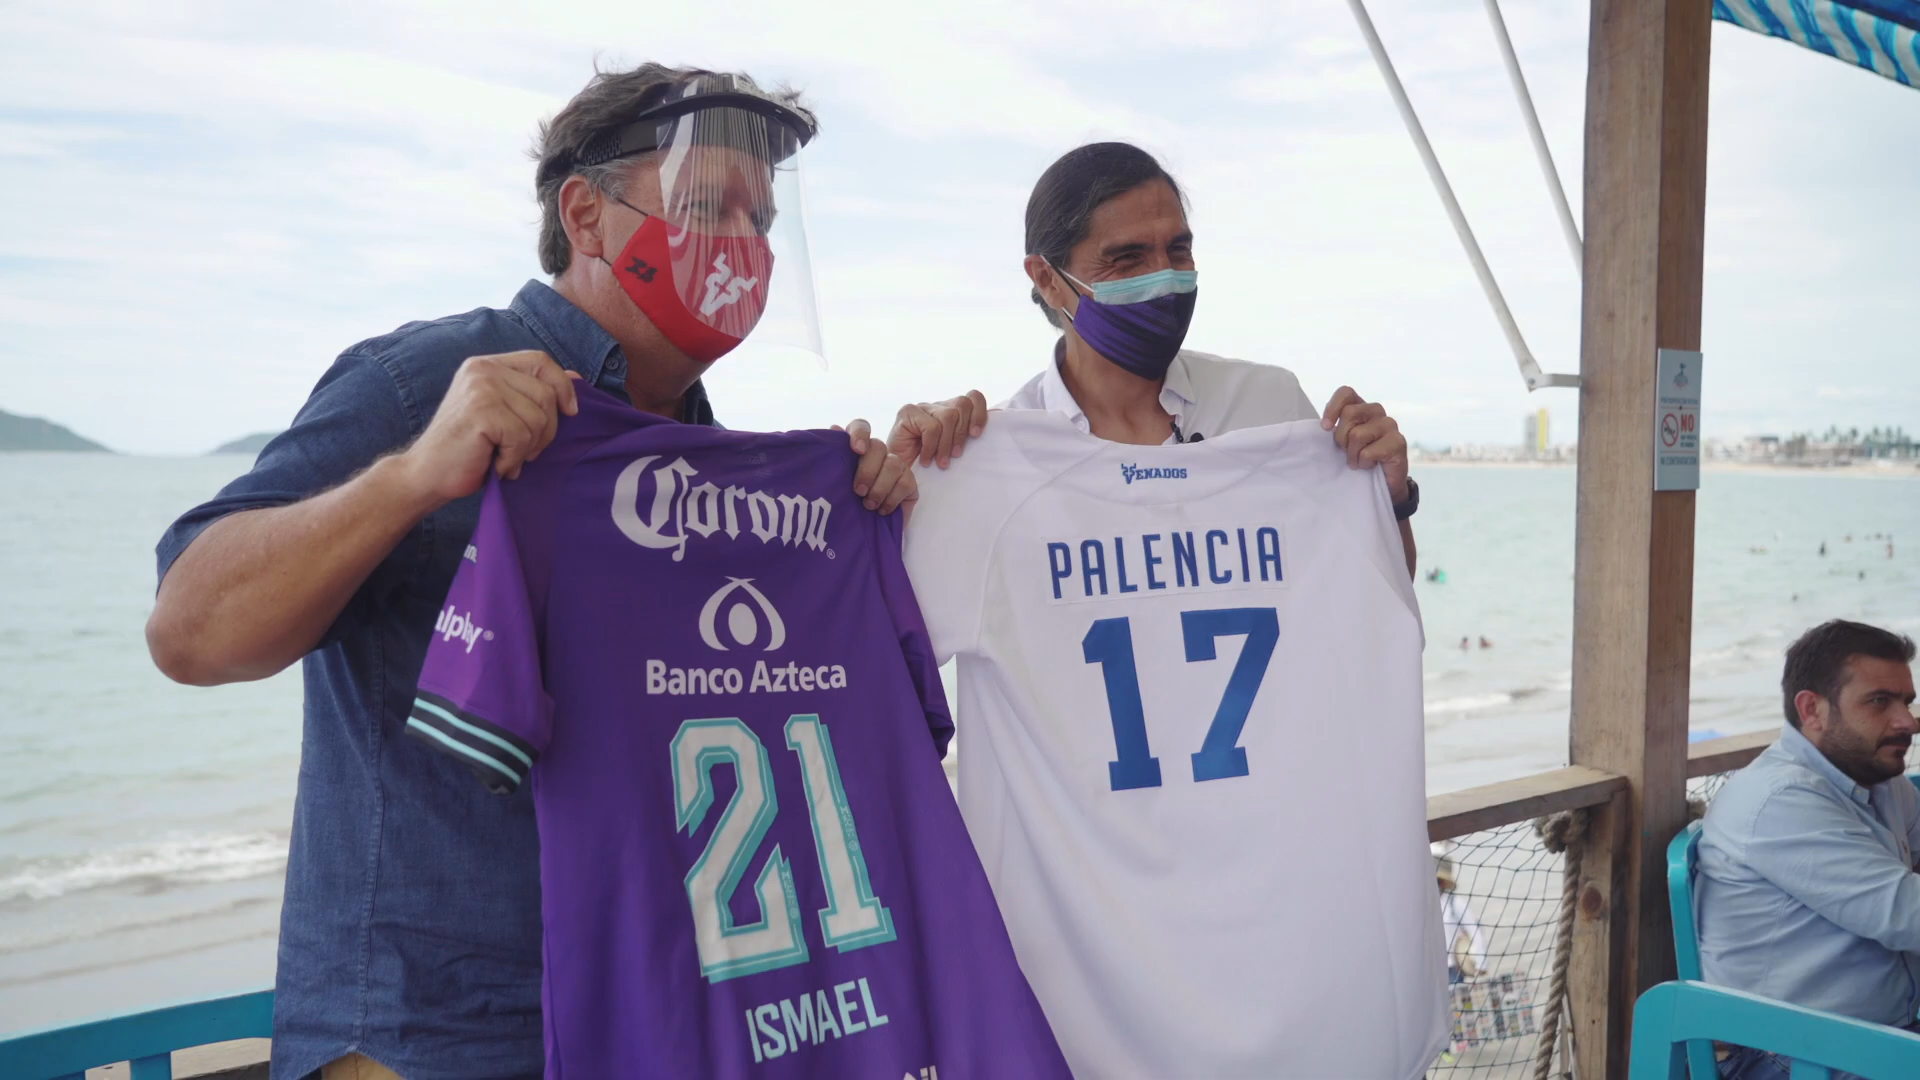 Corona
Banco Azteca
21
ISMAEL
VENADOS
PALENCIA
17
NO